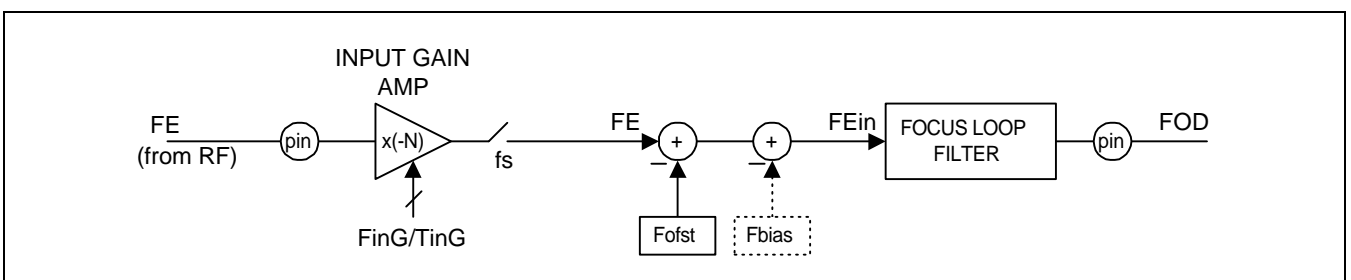 INPUT GAIN
AMP
FE
(from RF)
pin
x(-N)
fs
FinG/TinG
FE
+
−
Fofst
+
−
Fbias
FEin
FOCUS LOOP
FILTER
pin
FOD